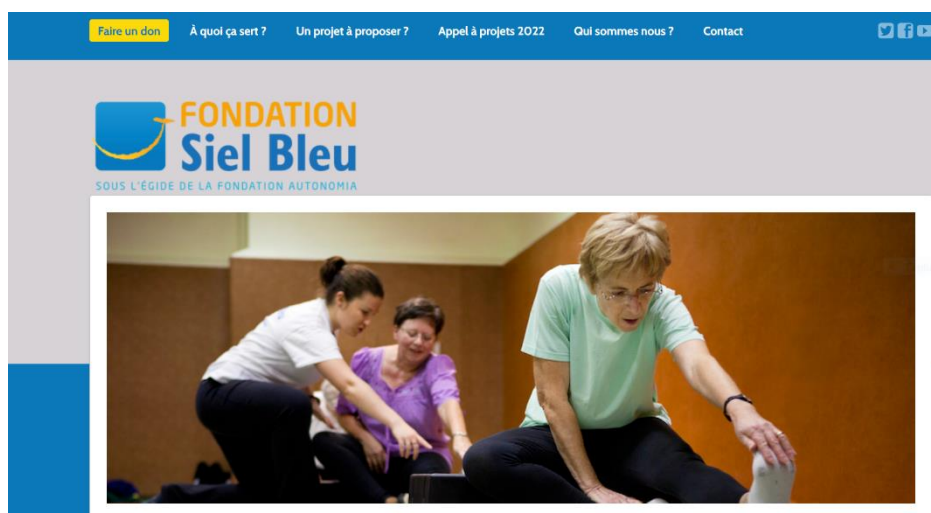 Faire un don À quoi ça sert ? Un projet à proposer ? Appel à projets 2022 Qui sommes nous ? Contact
FONDATION
Siel Bleu
SOUS L'ÉGIDE DE LA FONDATION AUTONOMIA